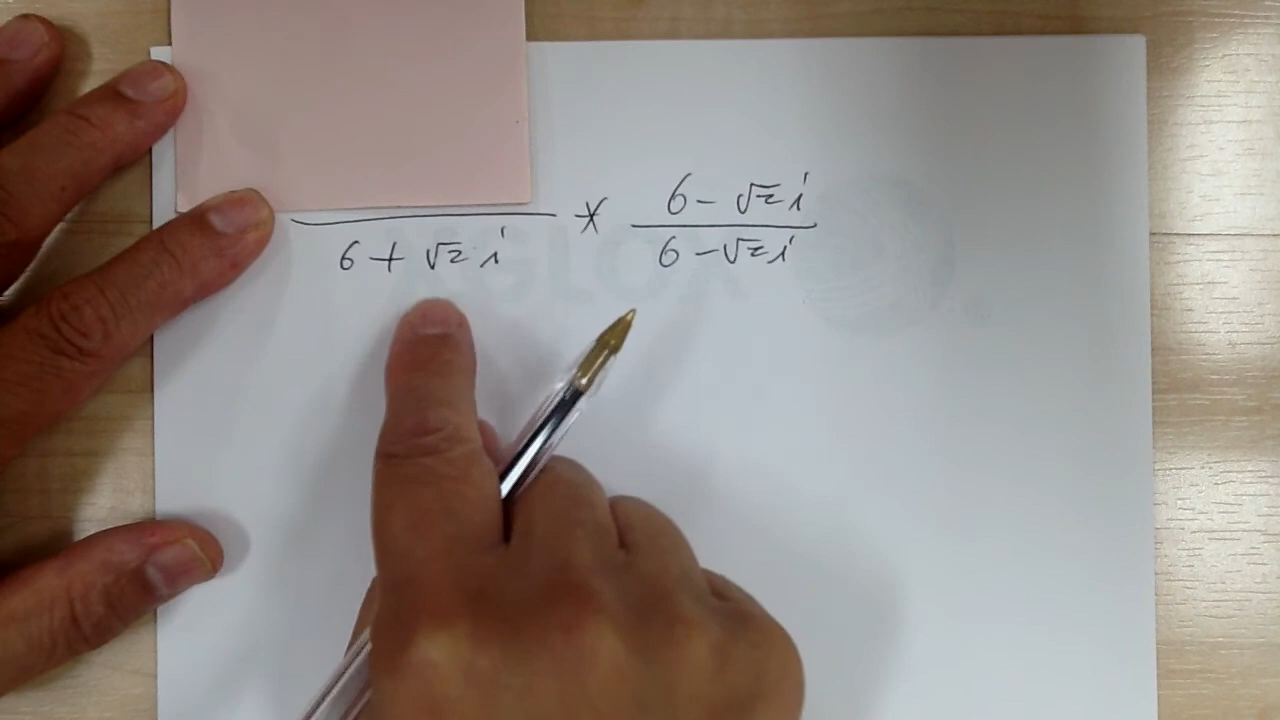 6 - √2 i
6 + √2 i * 6 - √2 i